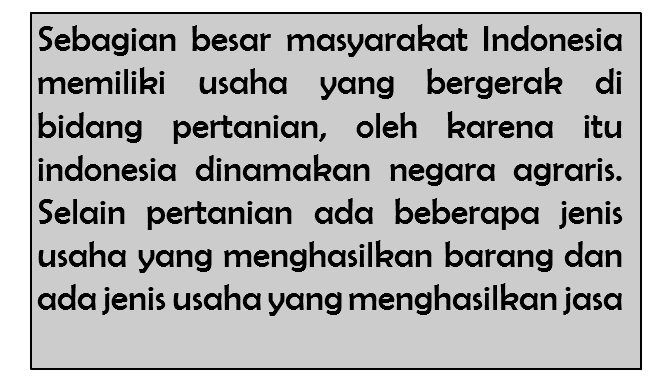 Sebagian besar masyarakat Indonesia
memiliki usaha yang bergerak di
bidang pertanian, oleh karena itu
indonesia dinamakan negara agraris.
Selain pertanian ada beberapa jenis
usaha yang menghasilkan barang dan
ada jenis usaha yang menghasilkan jasa